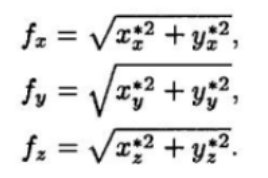 $f_x = \sqrt{x_x^{*2} + y_x^{*2}},$
$f_y = \sqrt{x_y^{*2} + y_y^{*2}},$
$f_z = \sqrt{x_z^{*2} + y_z^{*2}}.$